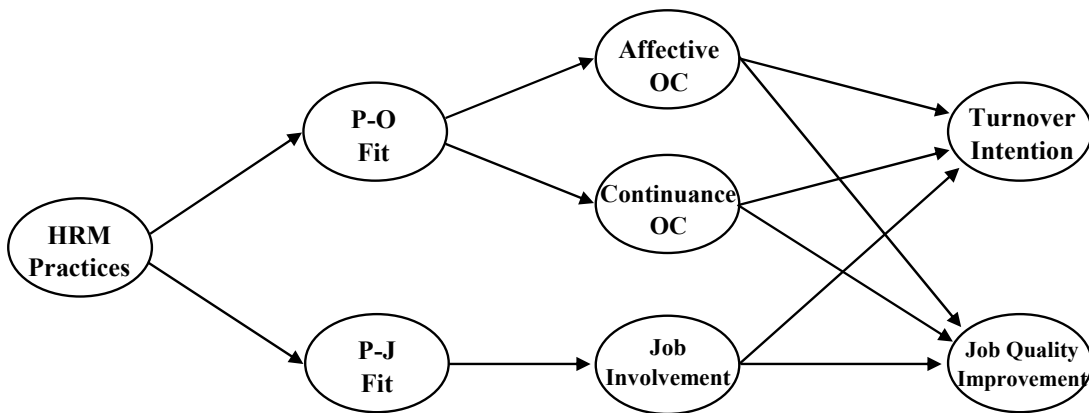 Affective
OC
P-O
Fit
Turnover
Intention
Continuance
OC
HRM
Practices
P-J
Fit
Job
Involvement
Job Quality
Improvement